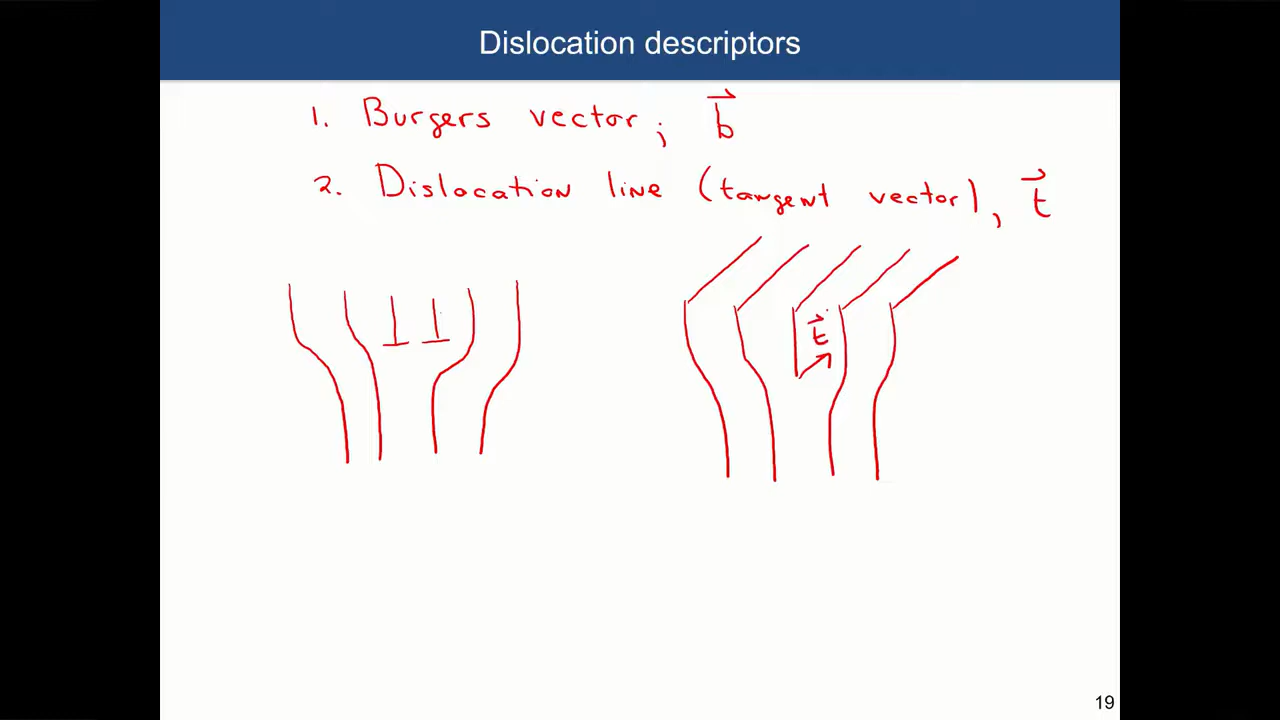 Dislocation descriptors
1. Burgers vector; b⃗
2. Dislocation line (tangent vector), t⃗
t⃗
19